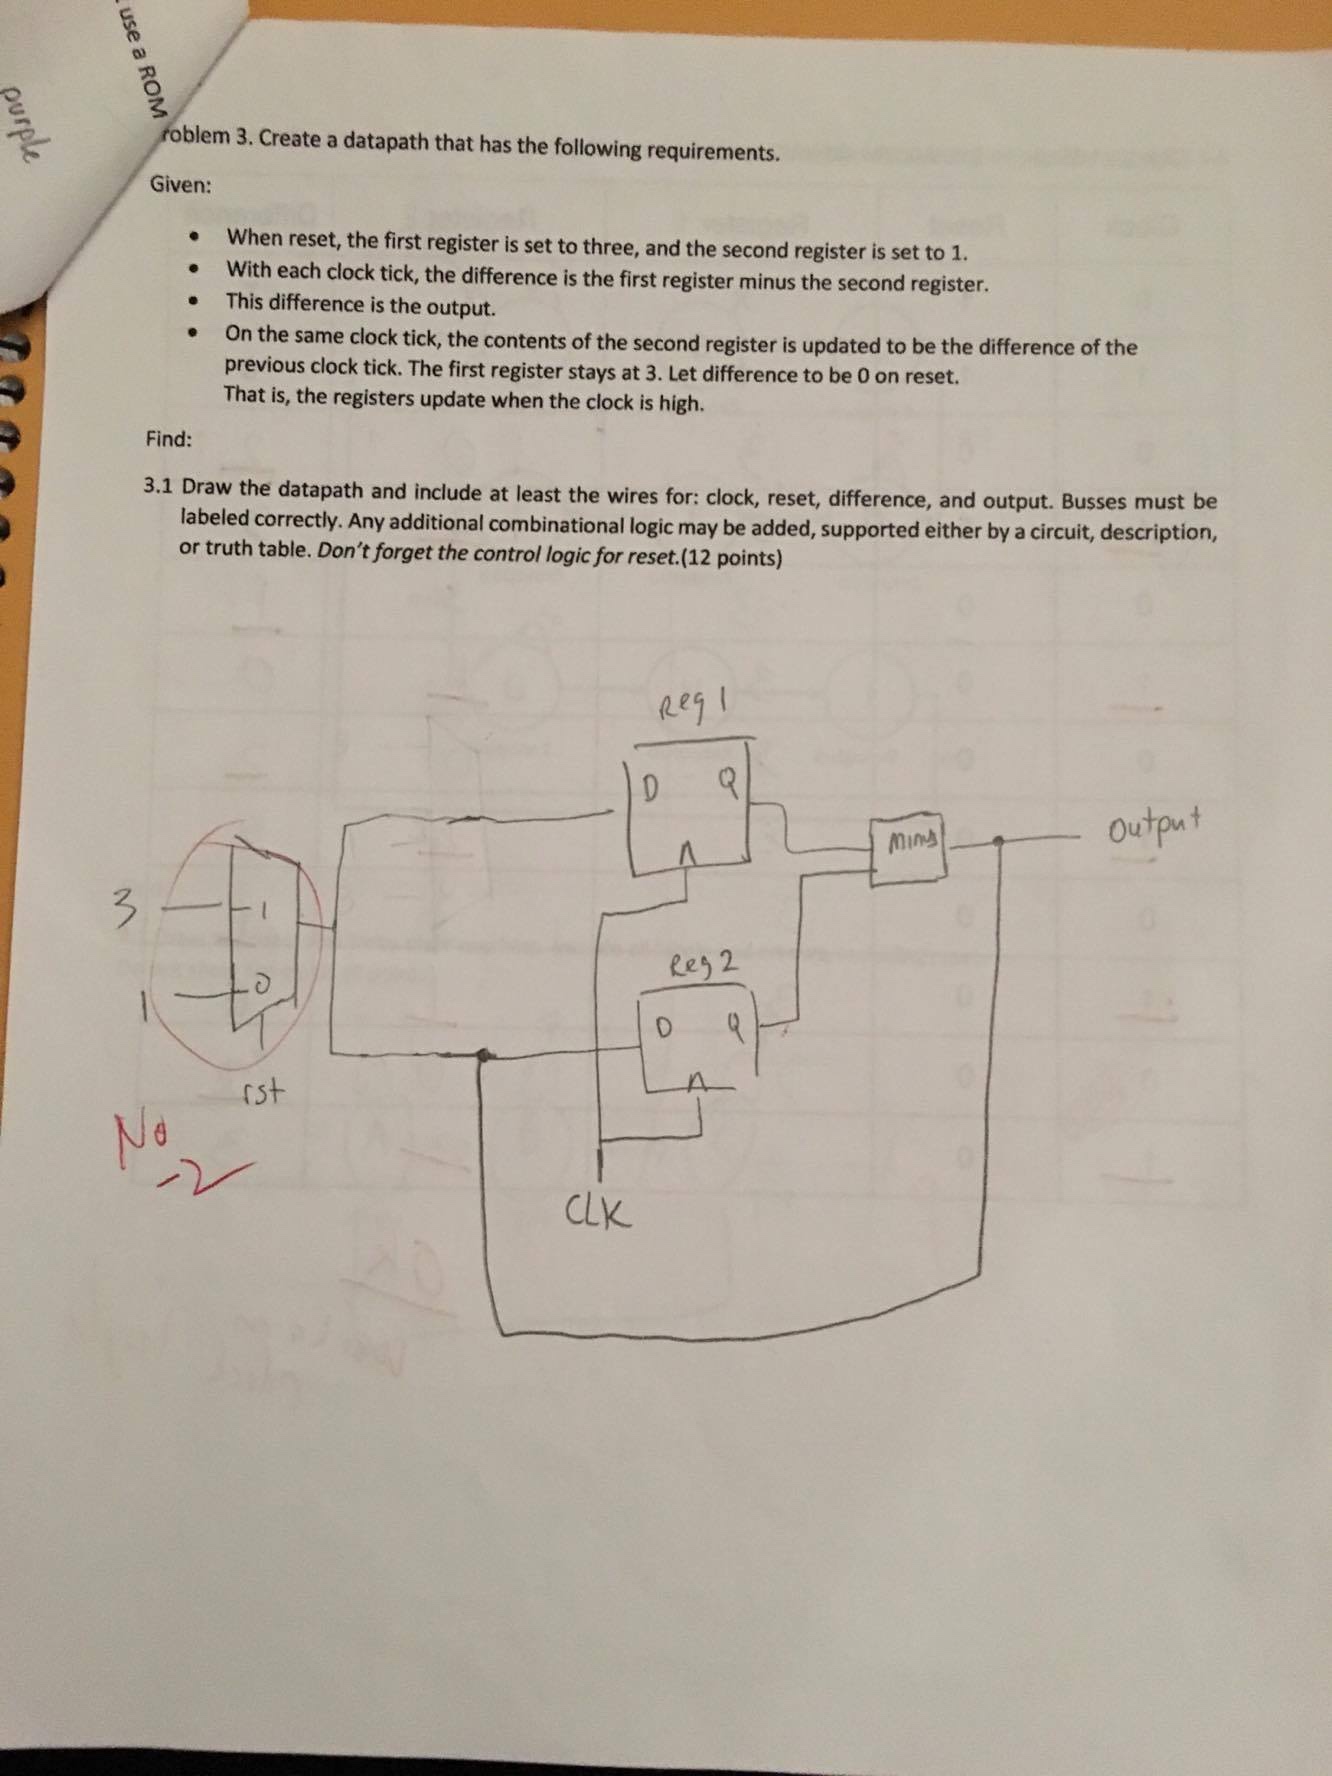 use a ROM
purple
roblem 3. Create a datapath that has the following requirements.
Given:
• When reset, the first register is set to three, and the second register is set to 1.
• With each clock tick, the difference is the first register minus the second register.
• This difference is the output.
• On the same clock tick, the contents of the second register is updated to be the difference of the
previous clock tick. The first register stays at 3. Let difference to be 0 on reset.
That is, the registers update when the clock is high.
Find:
3.1 Draw the datapath and include at least the wires for: clock, reset, difference, and output. Busses must be
labeled correctly. Any additional combinational logic may be added, supported either by a circuit, description,
or truth table. Don't forget the control logic for reset.(12 points)
Reg 1
D Q
minus
output
3
1
Reg 2
0
1
D Q
rst
No
-2
CLK